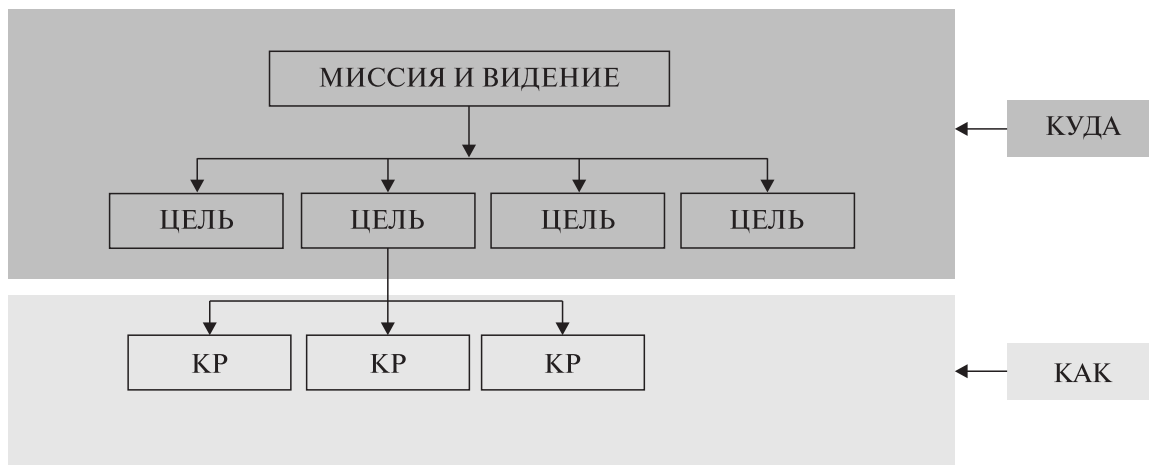 МИССИЯ И ВИДЕНИЕ
КУДА
ЦЕЛЬ
ЦЕЛЬ
ЦЕЛЬ
ЦЕЛЬ
КР
КР
КР
КАК